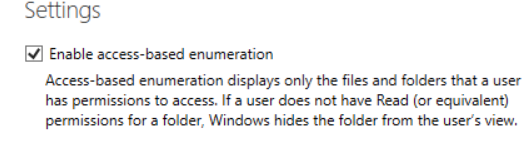 Settings
Enable access-based enumeration
Access-based enumeration displays only the files and folders that a user
has permissions to access. If a user does not have Read (or equivalent)
permissions for a folder, Windows hides the folder from the user's view.